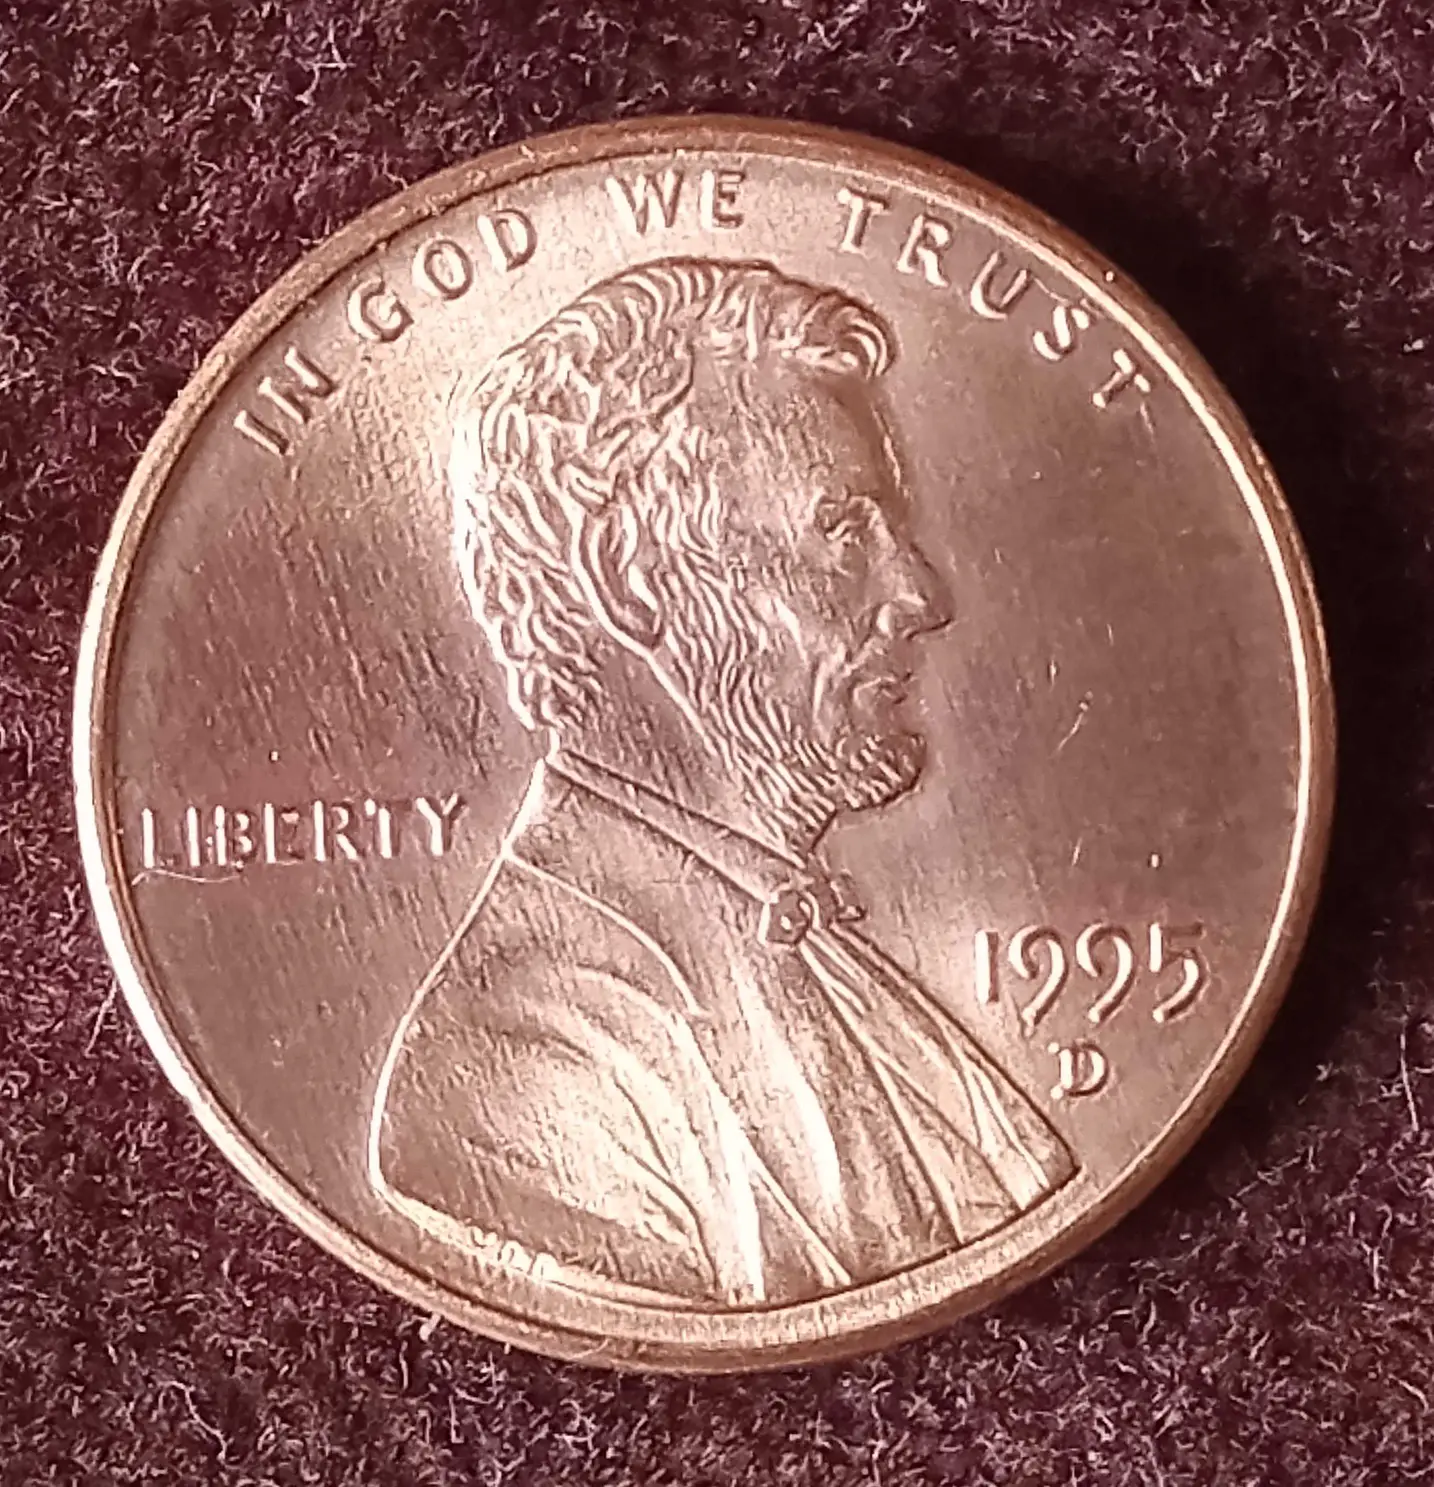 IN GOD WE TRUST
LIBERTY
1995
D